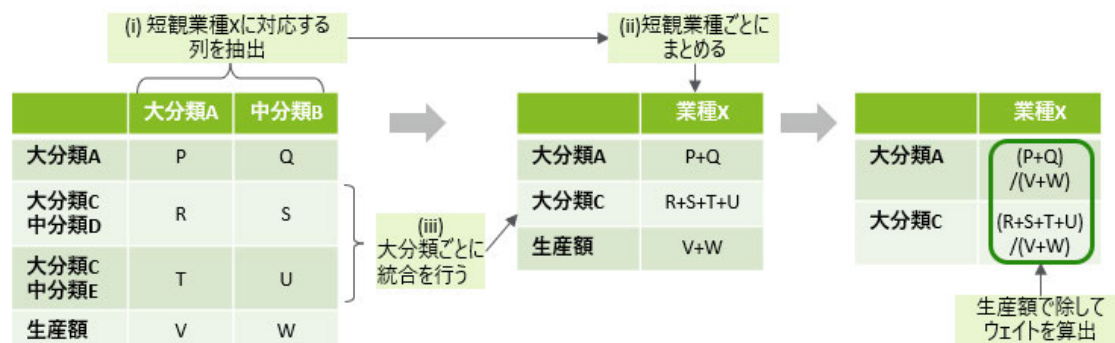 (i) 短観業種Xに対応する
列を抽出
(ii)短観業種ごとに
まとめる
大分類A 中分類B
大分類A P Q
大分類C
中分類D R S
大分類C
中分類E T U
生産額 V W
(iii)
大分類ごとに
統合を行う
業種X
大分類A P+Q
大分類C R+S+T+U
生産額 V+W
業種X
大分類A (P+Q)
/(V+W)
大分類C (R+S+T+U)
/(V+W)
生産額で除して
ウェイトを算出